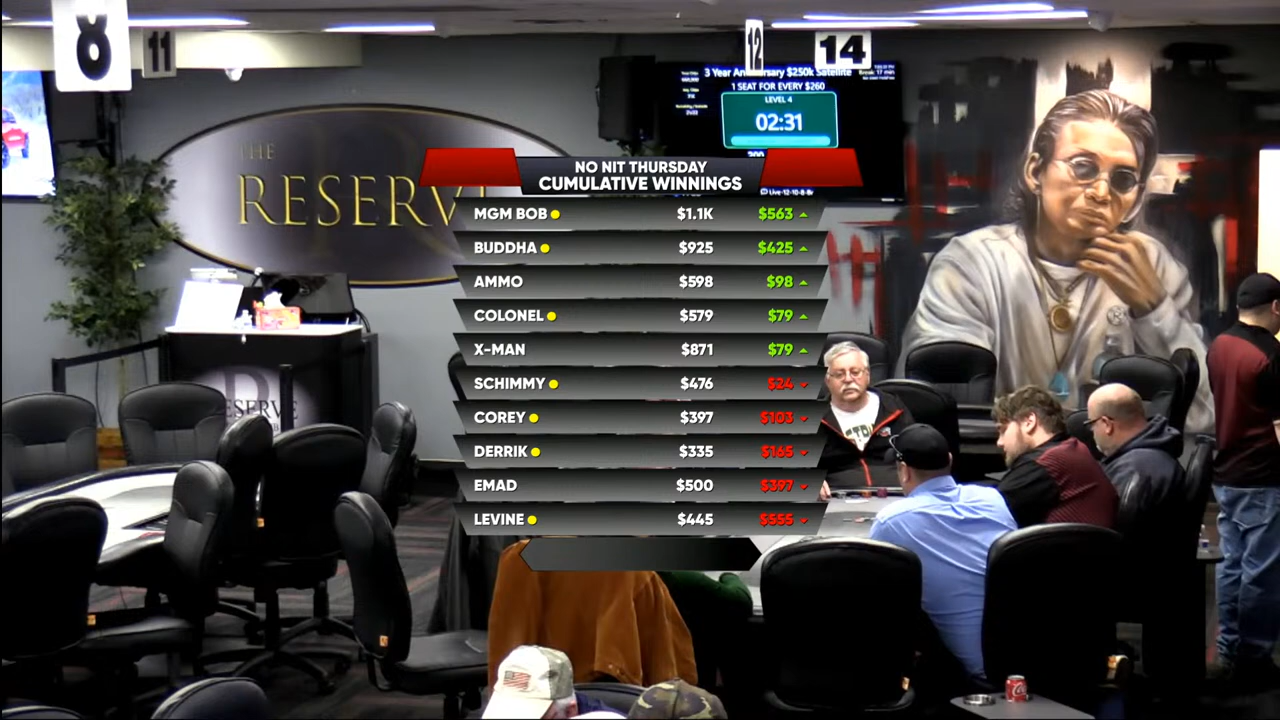 8
11
12
14
3 Year Anniversary $250k Satellite
1 SEAT FOR EVERY $260
LEVEL 4
02:31
THE
RESERV
NO NIT THURSDAY
CUMULATIVE WINNINGS
MGM BOB $1.1K $563
BUDDHA $925 $425
AMMO $598 $98
COLONEL $579 $79
X-MAN $871 $79
SCHIMMY $476 $24
COREY $397 $103
DERRIK $335 $165
EMAD $500 $397
LEVINE $445 $555